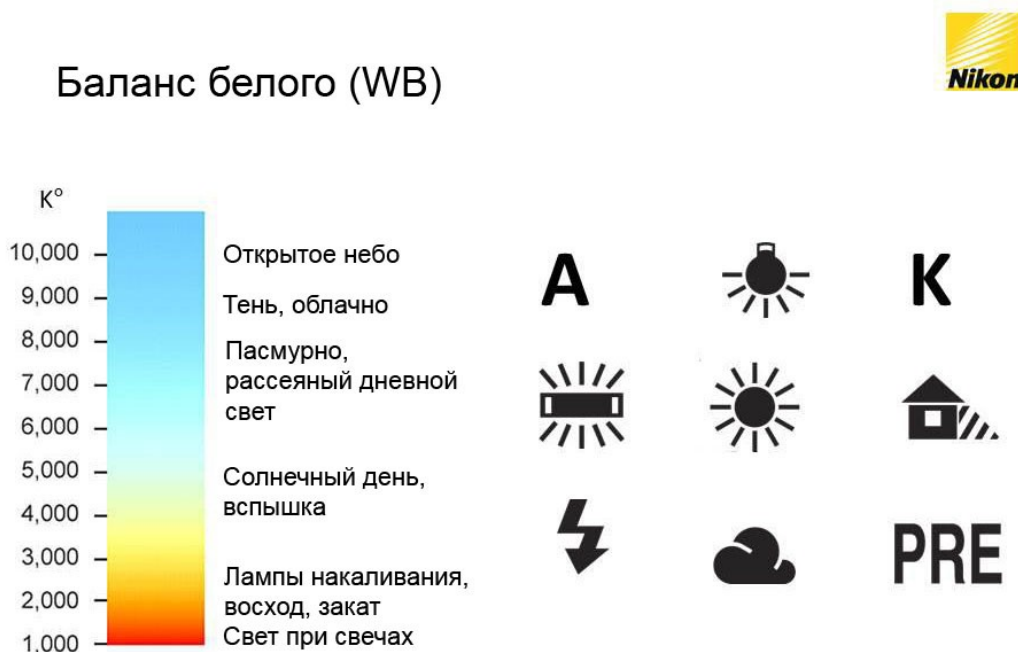 Nikon
Баланс белого (WB)
K°
10,000
Открытое небо
9,000
Тень, облачно
8,000
Пасмурно,
7,000
рассеяный дневной
свет
6,000
5,000
Солнечный день,
4,000
вспышка
3,000
Лампы накаливания,
2,000
восход, закат
1,000
Свет при свечах
A
K
PRE